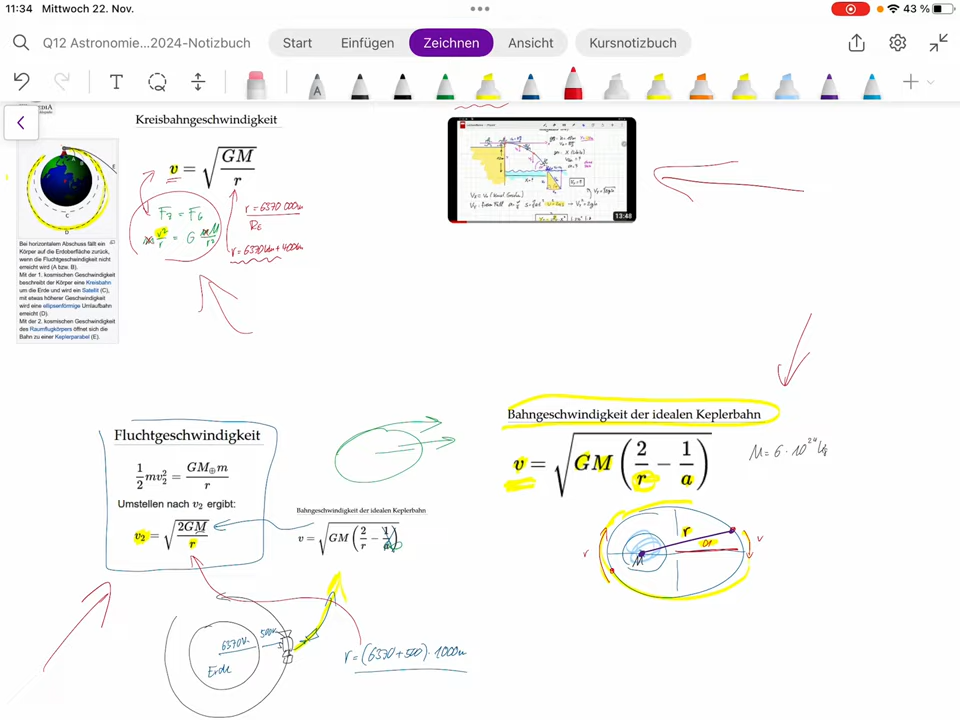 11:34 Mittwoch 22. Nov.
43 %
Q12 Astronomie...2024-Notizbuch
Start
Einfügen
Zeichnen
Ansicht
Kursnotizbuch
Kreisbahngeschwindigkeit
v = √(GM/r)
F_Z = F_G
m v²/r = G mM/r²
r = 6370 000m
R_E
r = 6370km + 400km
Bei horizontalem Abschuss fällt ein
Körper auf die Erdoberfläche zurück,
wenn die Fluchtgeschwindigkeit nicht
erreicht wird (A bzw. B).
Mit der 1. kosmischen Geschwindigkeit
beschreibt der Körper eine Kreisbahn
um die Erde und wird ein Satellit (C),
mit etwas höherer Geschwindigkeit
wird eine ellipsenförmige Umlaufbahn
erreicht (D).
Mit der 2. kosmischen Geschwindigkeit
des Raumflugkörpers öffnet sich die
Bahn zu einer Keplerparabel (E).
13:48
Fluchtgeschwindigkeit
1/2 mv₂² = GM⊕m/r
Umstellen nach v₂ ergibt:
v₂ = √(2GM/r)
Bahngeschwindigkeit der idealen Keplerbahn
v = √(GM(2/r − 1/a))
Bahngeschwindigkeit der idealen Keplerbahn
v = √(GM(2/r − 1/a))
M = 6 · 10²⁴ kg
r
a
M
v
v
6370k
500k
Erde
r = (6370 + 500) · 1000m